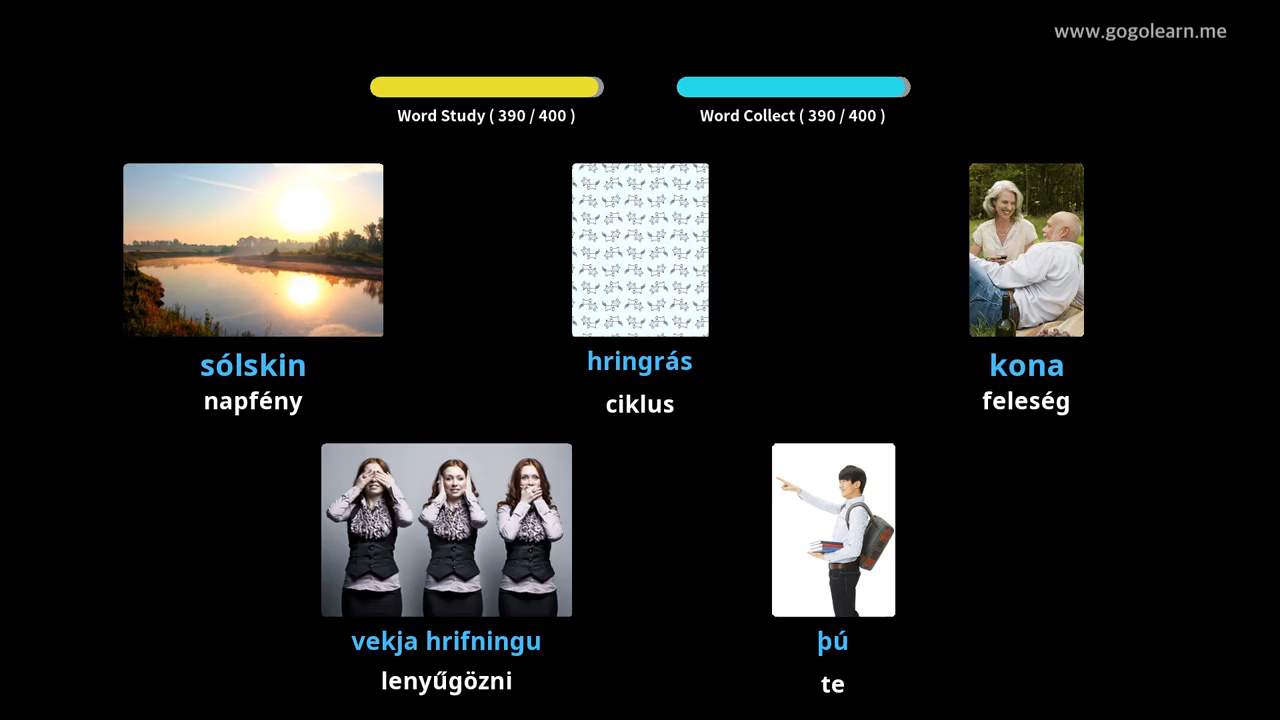 www.gogolearn.me
Word Study ( 390 / 400 )
Word Collect ( 390 / 400 )
sólskin
napfény
hringrás
ciklus
kona
feleség
vekja hrifningu
lenyűgözni
þú
te